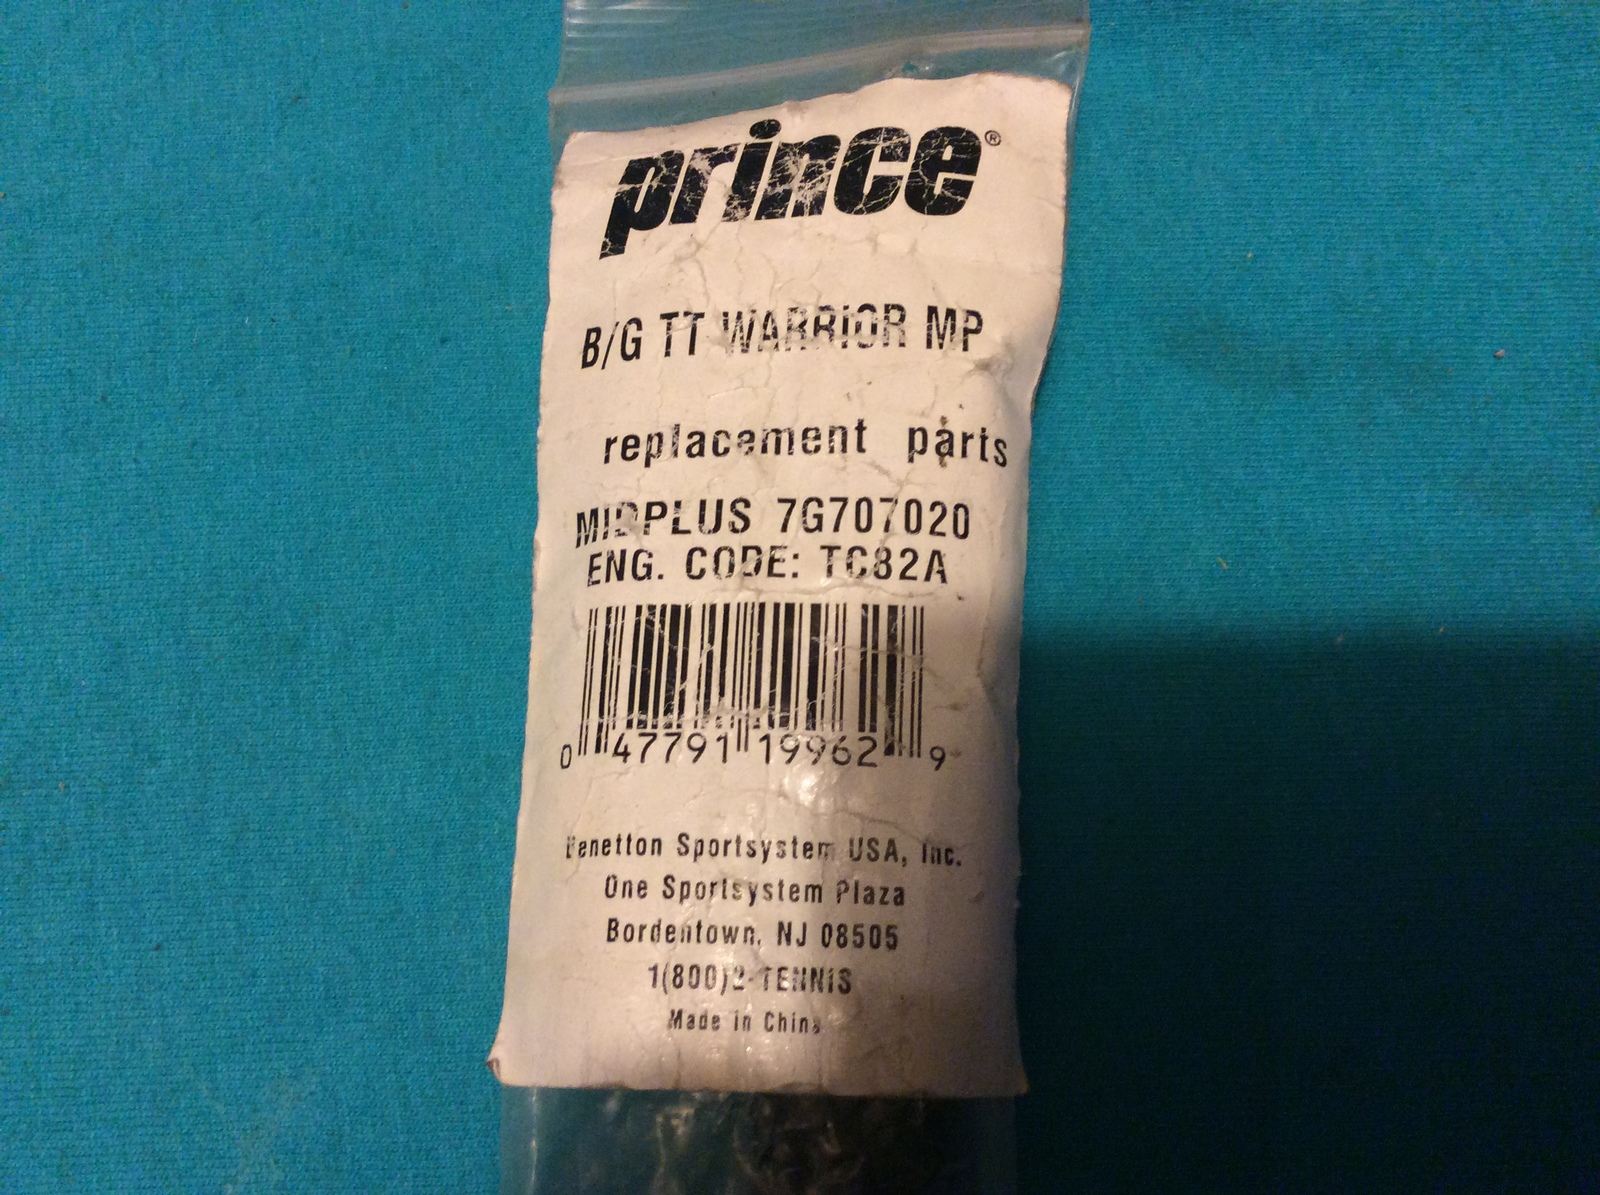 prince®
B/G TT WARRIOR MP
replacement parts
MIDPLUS 7G707020
ENG. CODE: TC82A
0 47791 19962 9
Benetton Sportsystem USA, Inc.
One Sportsystem Plaza
Bordentown, NJ 08505
1(800)2-TENNIS
Made in China